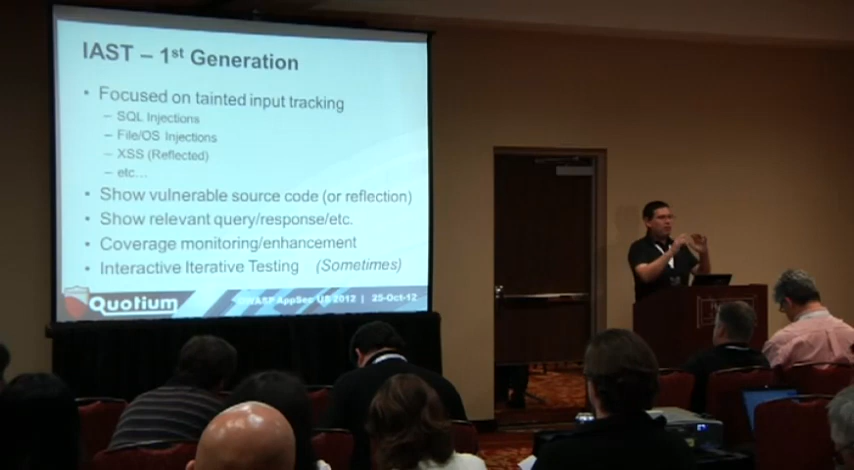 IAST – 1st Generation
• Focused on tainted input tracking
– SQL Injections
– File/OS Injections
– XSS (Reflected)
– etc…
• Show vulnerable source code (or reflection)
• Show relevant query/response/etc.
• Coverage monitoring/enhancement
• Interactive Iterative Testing (Sometimes)
Quotium
OWASP AppSec US 2012 | 25-Oct-12